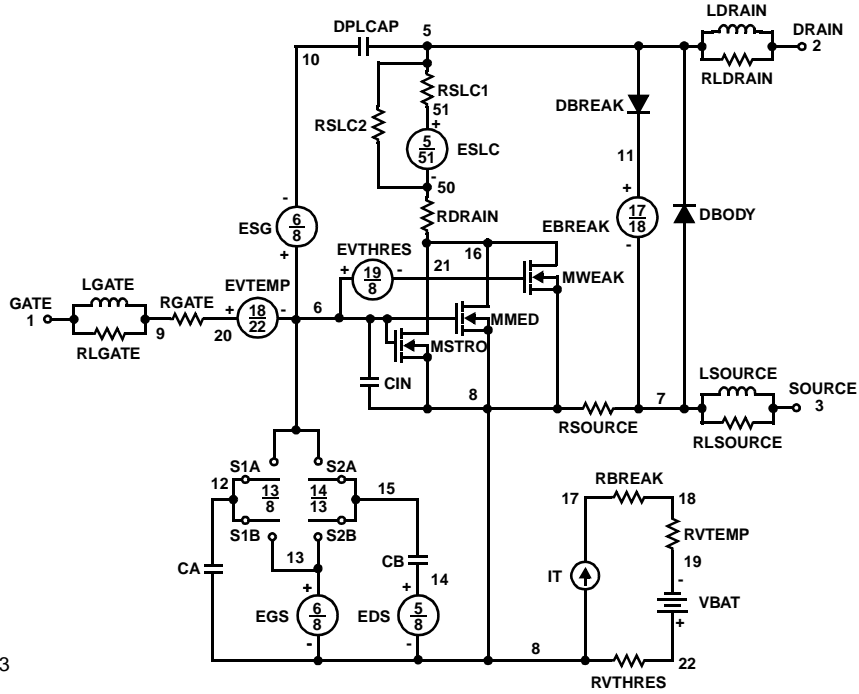 LDRAIN
DPLCAP 5 DRAIN
10 2
RSLC1 RLDRAIN
51 DBREAK
RSLC2 +
5
51 ESLC
- 11
50
- +
RDRAIN 17
18
6
8 ESG EBREAK DBODY
EVTHRES 16
+ 21 -
+ 19 - MWEAK
8
LGATE EVTEMP
GATE RGATE + 18 - 6 MMED
1 22
9 20 MSTRO
RLGATE LSOURCE
CIN 8 7 SOURCE
3
RSOURCE RLSOURCE
S1A S2A
12 13 14 15 RBREAK
8 13 17 18
S1B S2B RVTEMP
13 CB 19
CA 14 IT -
+ + VBAT
EGS 6 EDS 5
8 8 +
- - 8 22
RVTHRES
3